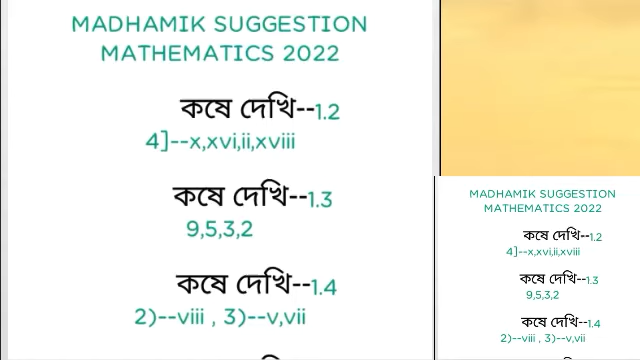 MADHAMIK SUGGESTION
MATHEMATICS 2022
কষে দেখি--1.2
4]--x,xvi,ii,xviii
কষে দেখি--1.3
9,5,3,2
কষে দেখি--1.4
2)--viii , 3)--v,vii
MADHAMIK SUGGESTION
MATHEMATICS 2022
কষে দেখি--1.2
4]--x,xvi,ii,xviii
কষে দেখি--1.3
9,5,3,2
কষে দেখি--1.4
2)--viii , 3)--v,vii